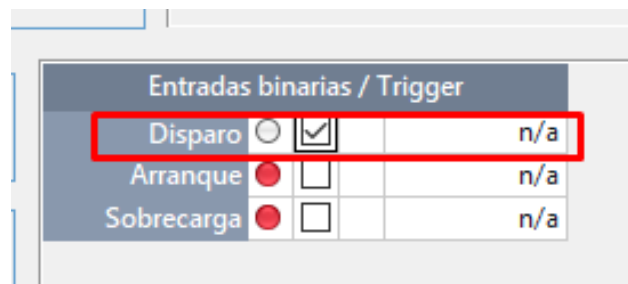 Entradas binarias / Trigger
Disparo n/a
Arranque n/a
Sobrecarga n/a